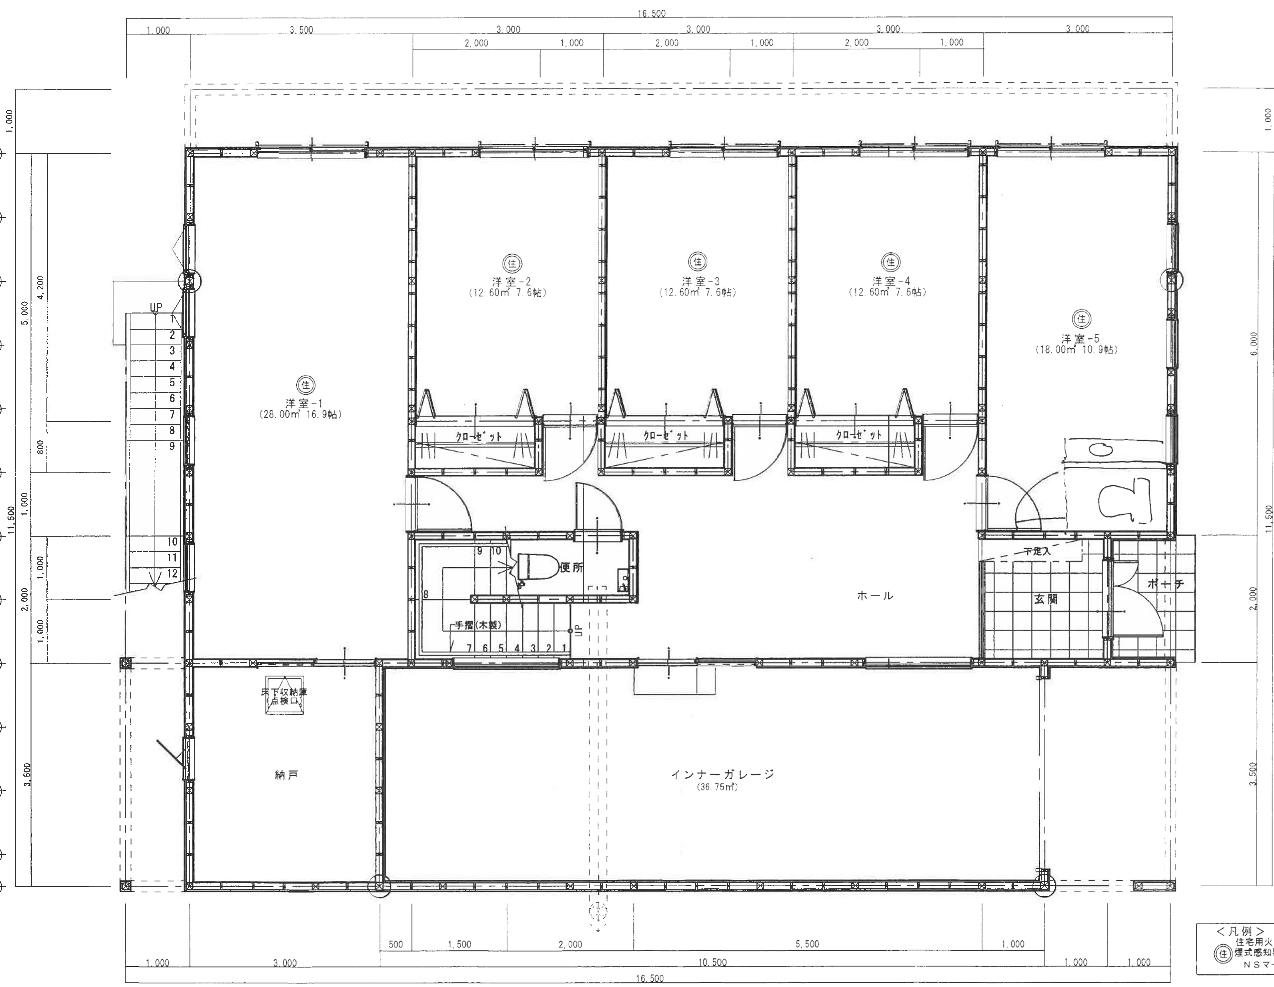 16.500
1,000
3,500
3,000
3,000
3,000
3,000
2,000
1,000
2,000
1,000
2,000
1,000
1,000
1,000
5,000
4,200
800
11,500
1,000
1,000
2,000
1,000
3,500
6,000
11,500
2,000
3,500
住
洋室-1
(28.00㎡ 16.9帖)
住
洋室-2
(12.60㎡ 7.6帖)
住
洋室-3
(12.60㎡ 7.6帖)
住
洋室-4
(12.60㎡ 7.6帖)
住
洋室-5
(18.00㎡ 10.9帖)
クローゼット
クローゼット
クローゼット
UP
1
2
3
4
5
6
7
8
9
10
11
12
9 10
便所
8
手摺(木製)
7 6 5 4 3 2 1
UP
ホール
下足入
玄関
ポーチ
床下収納庫
(点検口)
納戸
インナーガレージ
(36.75㎡)
500
1,500
2,000
5,500
1,000
1,000
3,000
10,500
1,000
1,000
16,500
<凡例>
住宅用火
住
煙式感知
NSマー